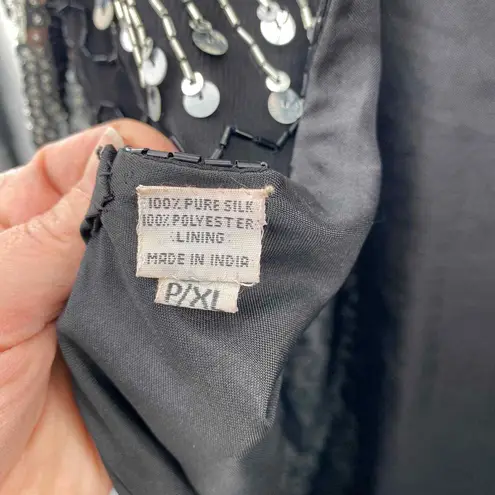 100% PURE SILK
100% POLYESTER
LINING
MADE IN INDIA
P/XL